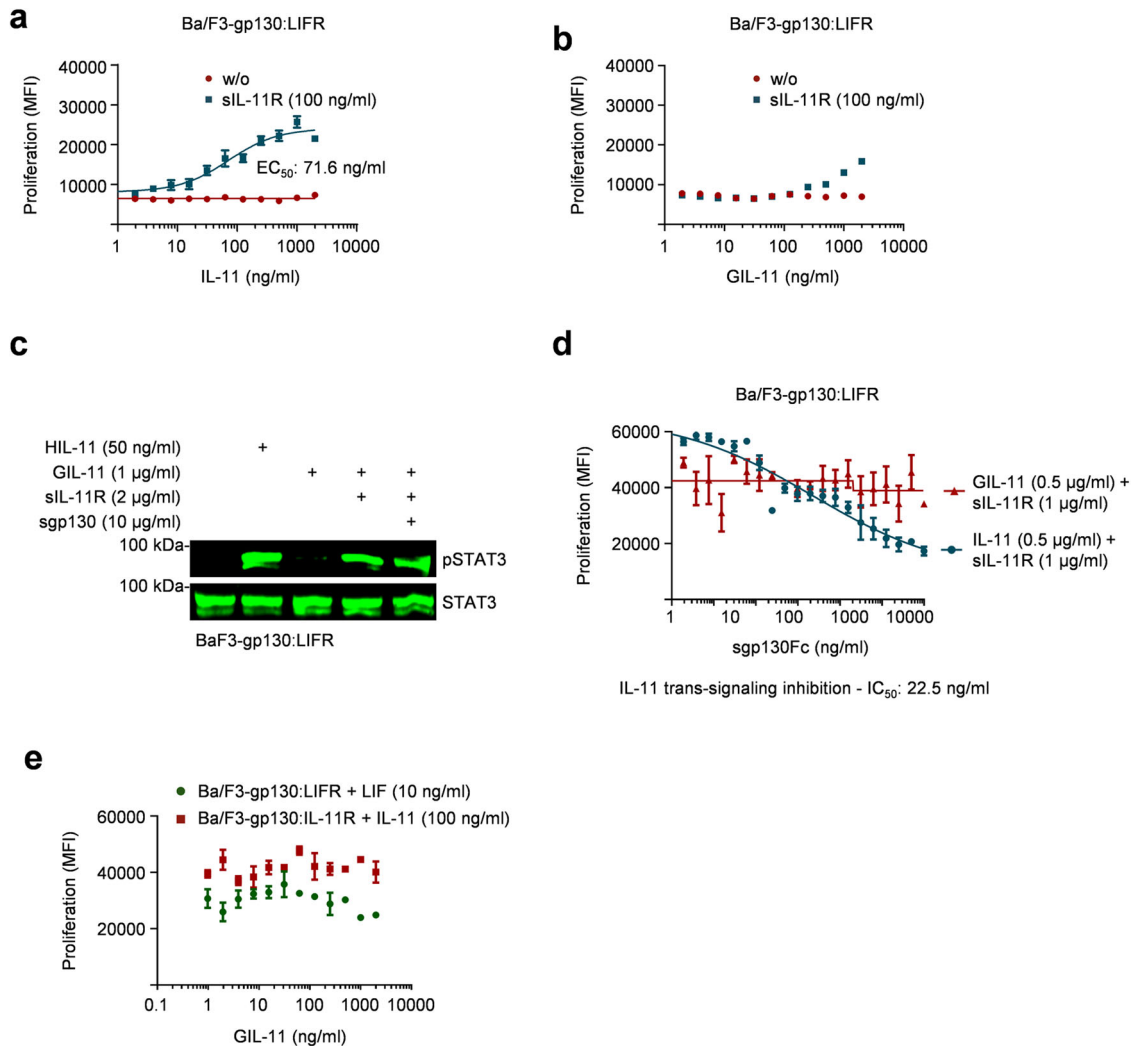 a
Ba/F3-gp130:LIFR
40000
30000
20000
10000
0
Proliferation (MFI)
w/o
sIL-11R (100 ng/ml)
EC50: 71.6 ng/ml
1 10 100 1000 10000
IL-11 (ng/ml)
b
Ba/F3-gp130:LIFR
40000
30000
20000
10000
0
Proliferation (MFI)
w/o
sIL-11R (100 ng/ml)
1 10 100 1000 10000
GIL-11 (ng/ml)
c
HIL-11 (50 ng/ml) +
GIL-11 (1 µg/ml) + + +
sIL-11R (2 µg/ml) + +
sgp130 (10 µg/ml) +
100 kDa-
pSTAT3
100 kDa-
STAT3
BaF3-gp130:LIFR
d
Ba/F3-gp130:LIFR
60000
40000
20000
Proliferation (MFI)
1 10 100 1000 10000
sgp130Fc (ng/ml)
GIL-11 (0.5 µg/ml) +
sIL-11R (1 µg/ml)
IL-11 (0.5 µg/ml) +
sIL-11R (1 µg/ml)
IL-11 trans-signaling inhibition - IC50: 22.5 ng/ml
e
Ba/F3-gp130:LIFR + LIF (10 ng/ml)
Ba/F3-gp130:IL-11R + IL-11 (100 ng/ml)
60000
40000
20000
Proliferation (MFI)
0.1 1 10 100 1000 10000
GIL-11 (ng/ml)